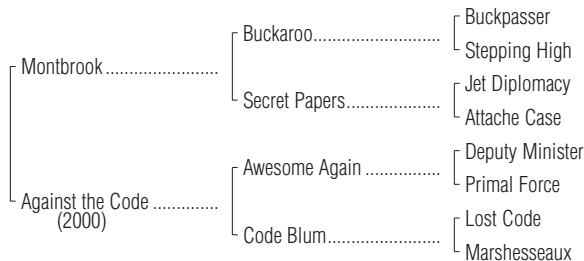 Buckpasser
Buckaroo
Stepping High
Montbrook
Jet Diplomacy
Secret Papers
Attache Case
Deputy Minister
Awesome Again
Primal Force
Against the Code
(2000)
Lost Code
Code Blum
Marshesseaux